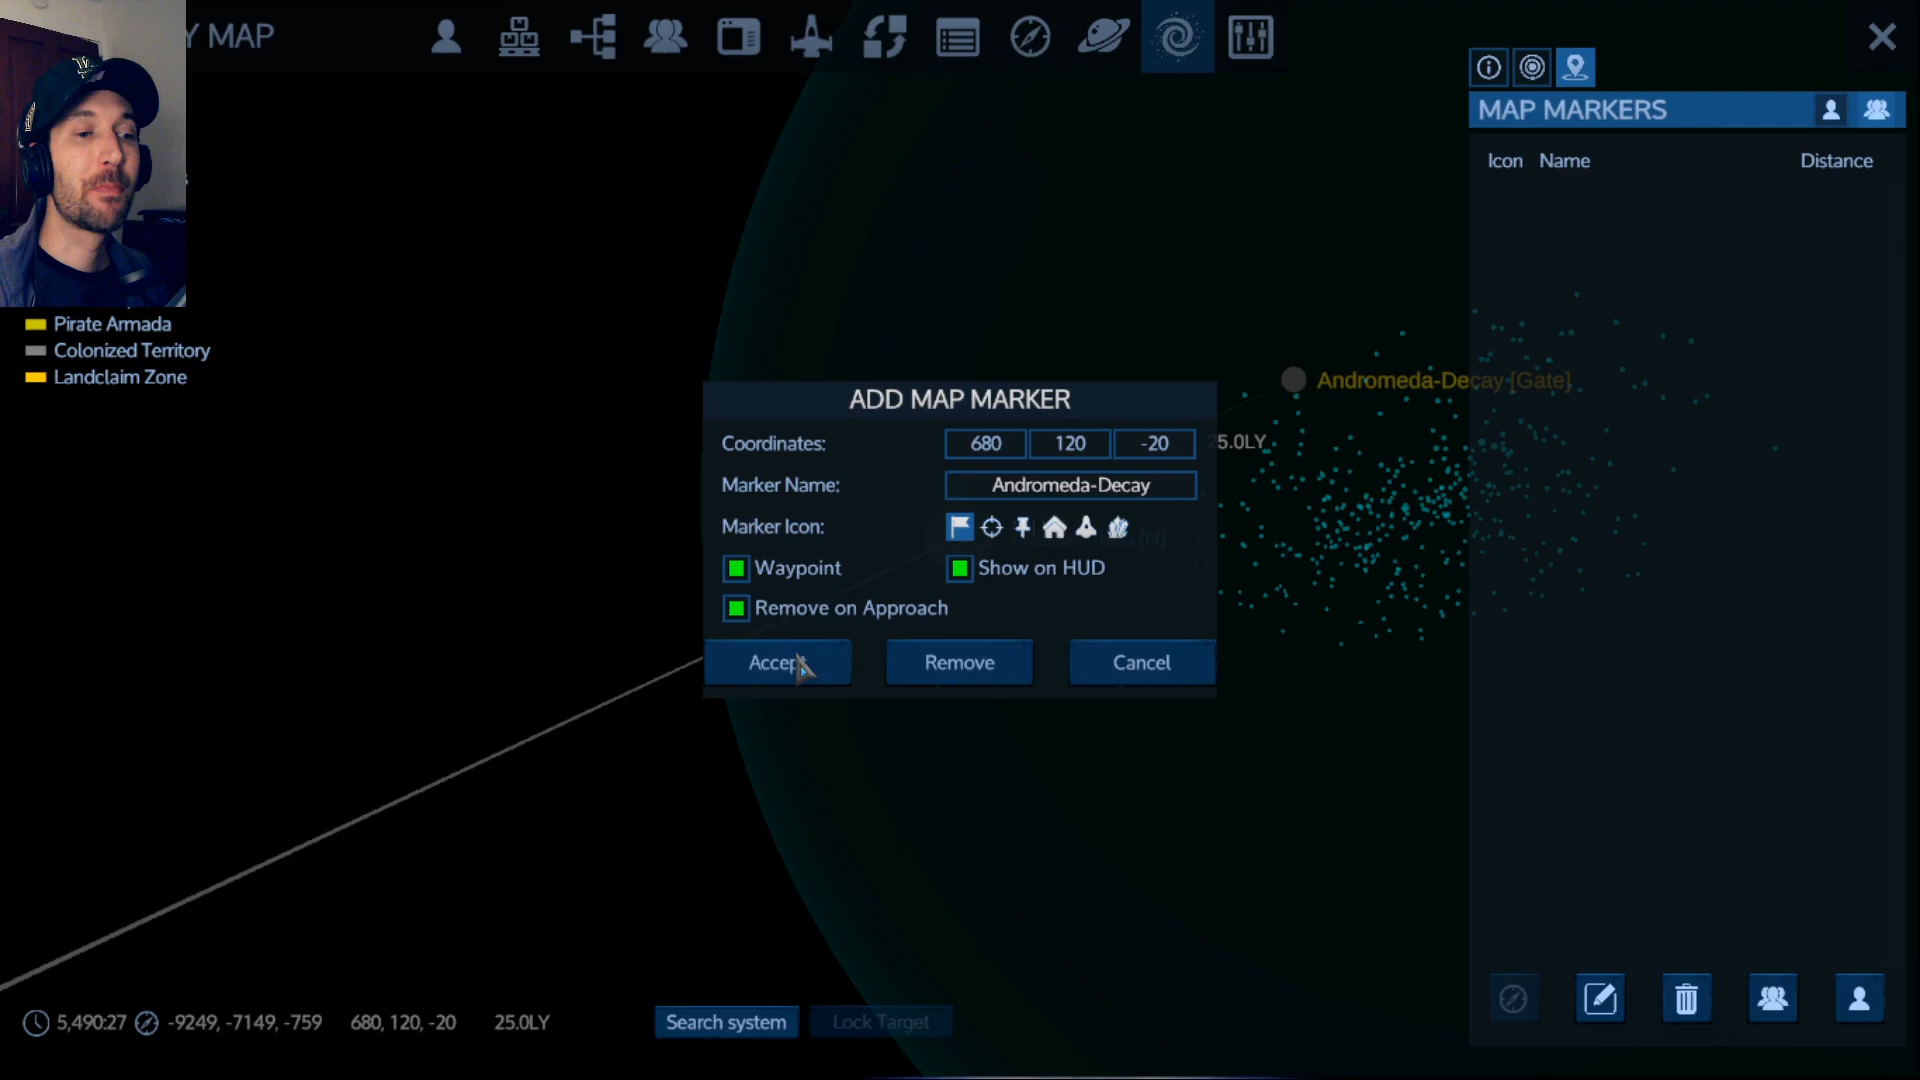 Y MAP
MAP MARKERS
Icon Name Distance
Pirate Armada
Colonized Territory
Landclaim Zone
Andromeda-Decay [Gate]
ADD MAP MARKER
Coordinates: 680 120 -20
5.0LY
Marker Name: Andromeda-Decay
Marker Icon:
Waypoint Show on HUD
Remove on Approach
Accept Remove Cancel
5,490:27 -9249, -7149, -759 680, 120, -20 25.0LY
Search system Lock Target